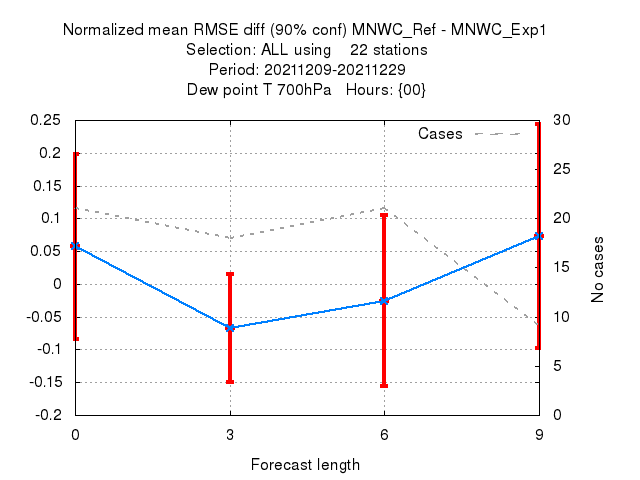 Normalized mean RMSE diff (90% conf) MNWC_Ref - MNWC_Exp1
Selection: ALL using    22 stations
Period: 20211209-20211229
Dew point T 700hPa   Hours: {00}
Cases
0.25
0.2
0.15
0.1
0.05
0
-0.05
-0.1
-0.15
-0.2
30
25
20
15
10
5
0
No cases
0 3 6 9
Forecast length